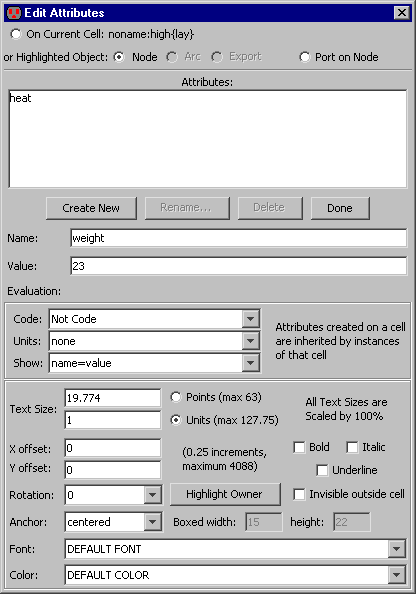 Edit Attributes
On Current Cell: noname:high{lay}
or Highlighted Object: Node Arc Export Port on Node
Attributes:
heat
Create New Rename... Delete Done
Name: weight
Value: 23
Evaluation:
Code: Not Code
Units: none
Show: name=value
Attributes created on a cell
are inherited by instances
of that cell
Text Size: 19.774 Points (max 63)
1 Units (max 127.75)
All Text Sizes are
Scaled by 100%
X offset: 0
Y offset: 0
(0.25 increments,
maximum 4088)
Bold Italic
Underline
Rotation: 0 Highlight Owner Invisible outside cell
Anchor: centered Boxed width: 15 height: 22
Font: DEFAULT FONT
Color: DEFAULT COLOR